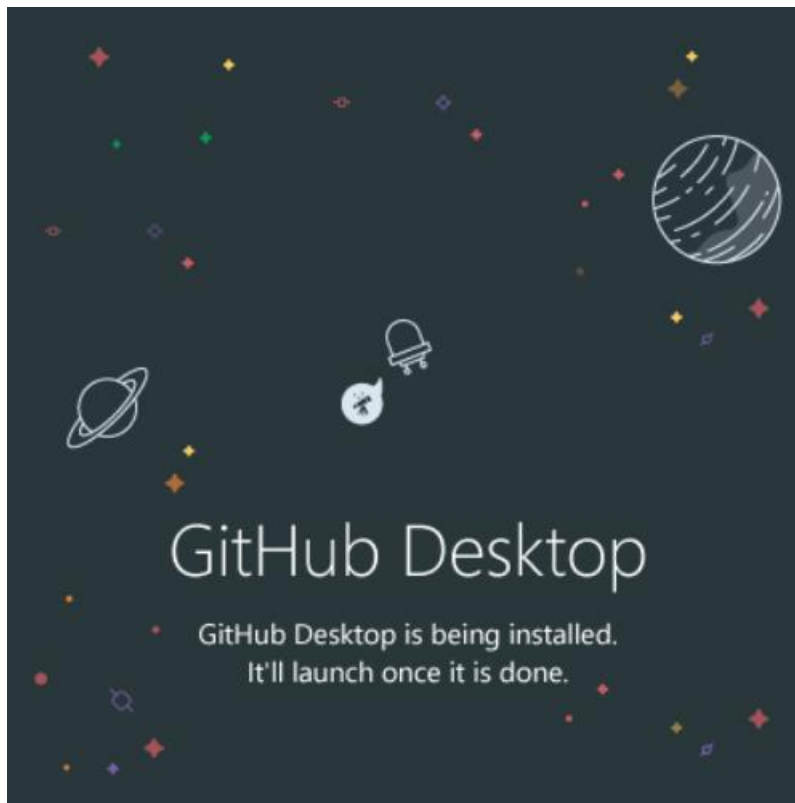 GitHub Desktop
GitHub Desktop is being installed.
It'll launch once it is done.